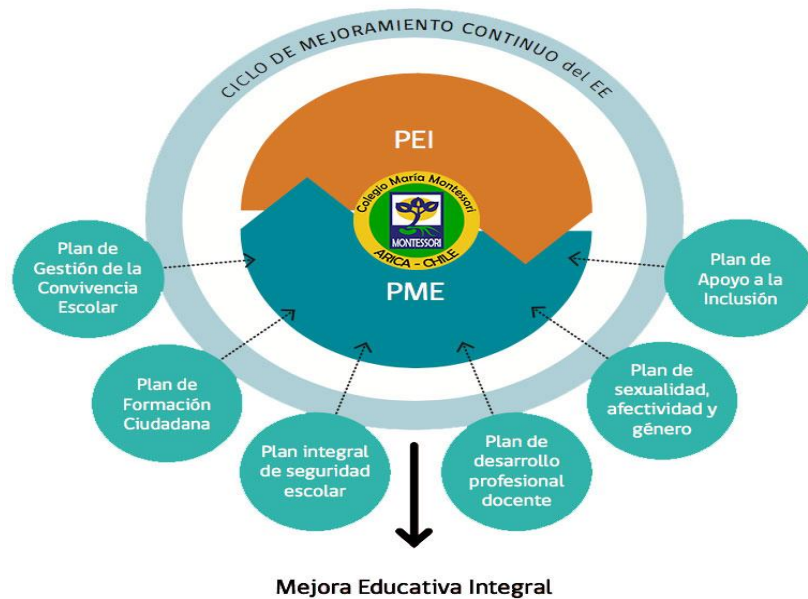 CICLO DE MEJORAMIENTO CONTINUO del EE
PEI
Colegio María Montessori
MONTESSORI
ARICA - CHILE
PME
Plan de
Gestión de la
Convivencia
Escolar
Plan de
Formación
Ciudadana
Plan integral
de seguridad
escolar
Plan de
desarrollo
profesional
docente
Plan de
sexualidad,
afectividad y
género
Plan de
Apoyo a la
Inclusión
Mejora Educativa Integral